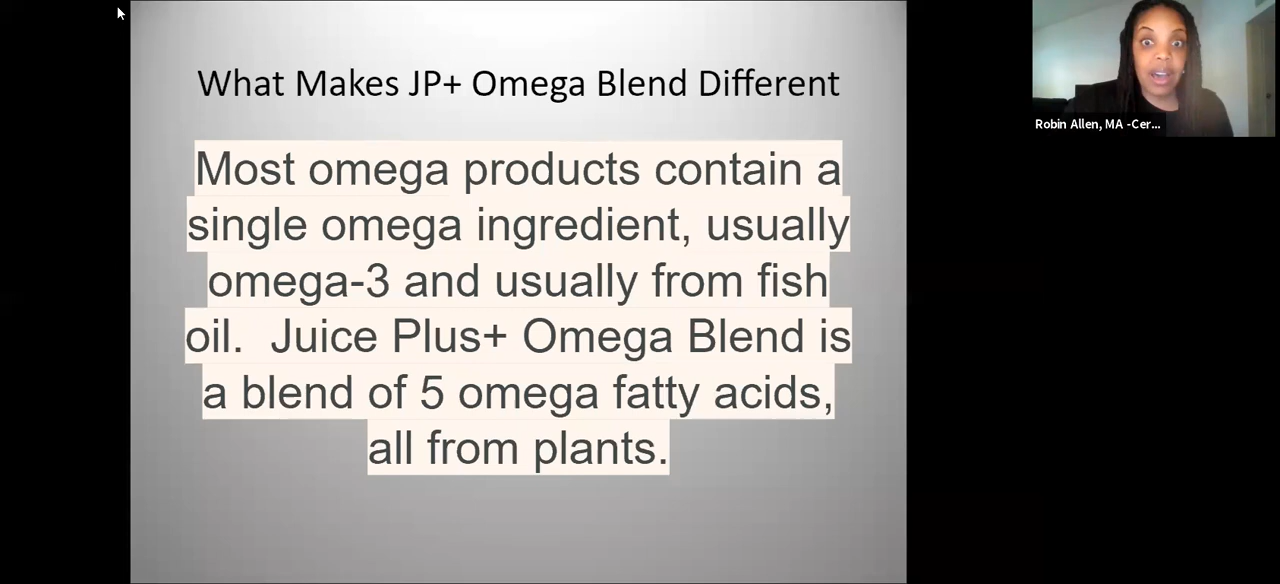 What Makes JP+ Omega Blend Different
Most omega products contain a
single omega ingredient, usually
omega-3 and usually from fish
oil.  Juice Plus+ Omega Blend is
a blend of 5 omega fatty acids,
all from plants.
Robin Allen, MA -Cer...